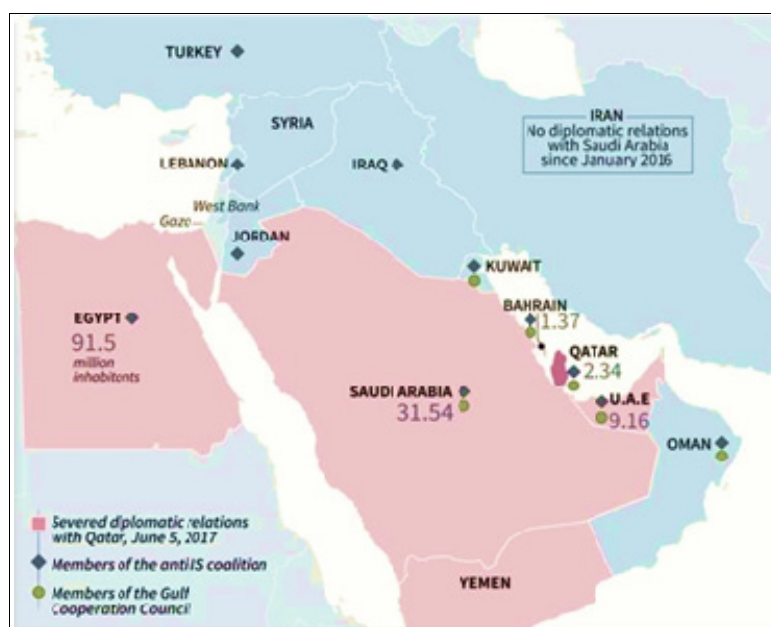 TURKEY
SYRIA
IRAN
No diplomatic relations
with Saudi Arabia
since January 2016
LEBANON
IRAQ
West Bank
Gaza
JORDAN
KUWAIT
BAHRAIN
1.37
EGYPT
91.5
million
inhabitants
QATAR
2.34
SAUDI ARABIA
31.54
U.A.E
9.16
OMAN
Severed diplomatic relations
with Qatar, June 5, 2017
Members of the anti IS coalition
Members of the Gulf
Cooperation Council
YEMEN